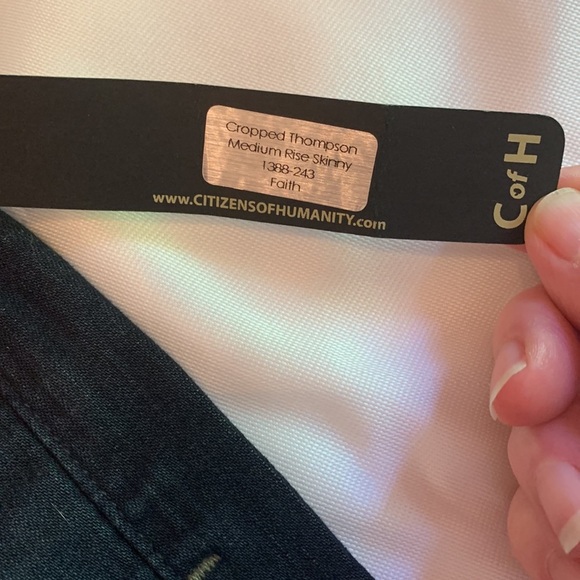 Cropped Thompson
Medium Rise Skinny
1388-243
Faith
www.CITIZENSOFHUMANITY.com
C of H